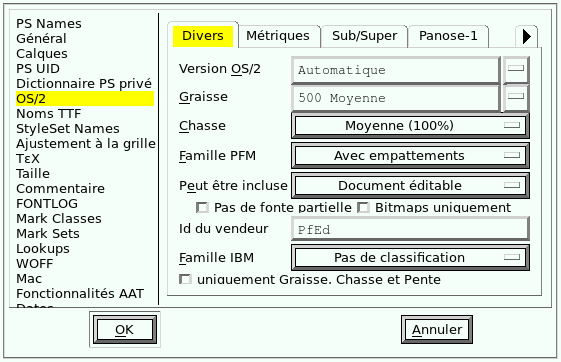 PS Names
Général
Calques
PS UID
Dictionnaire PS privé
OS/2
Noms TTF
StyleSet Names
Ajustement à la grille
TεX
Taille
Commentaire
FONTLOG
Mark Classes
Mark Sets
Lookups
WOFF
Mac
Fonctionnalités AAT
Dates
Divers Métriques Sub/Super Panose-1
Version OS/2 Automatique
Graisse 500 Moyenne
Chasse Moyenne (100%)
Famille PFM Avec empattements
Peut être incluse Document éditable
Pas de fonte partielle Bitmaps uniquement
Id du vendeur PfEd
Famille IBM Pas de classification
uniquement Graisse, Chasse et Pente
OK Annuler